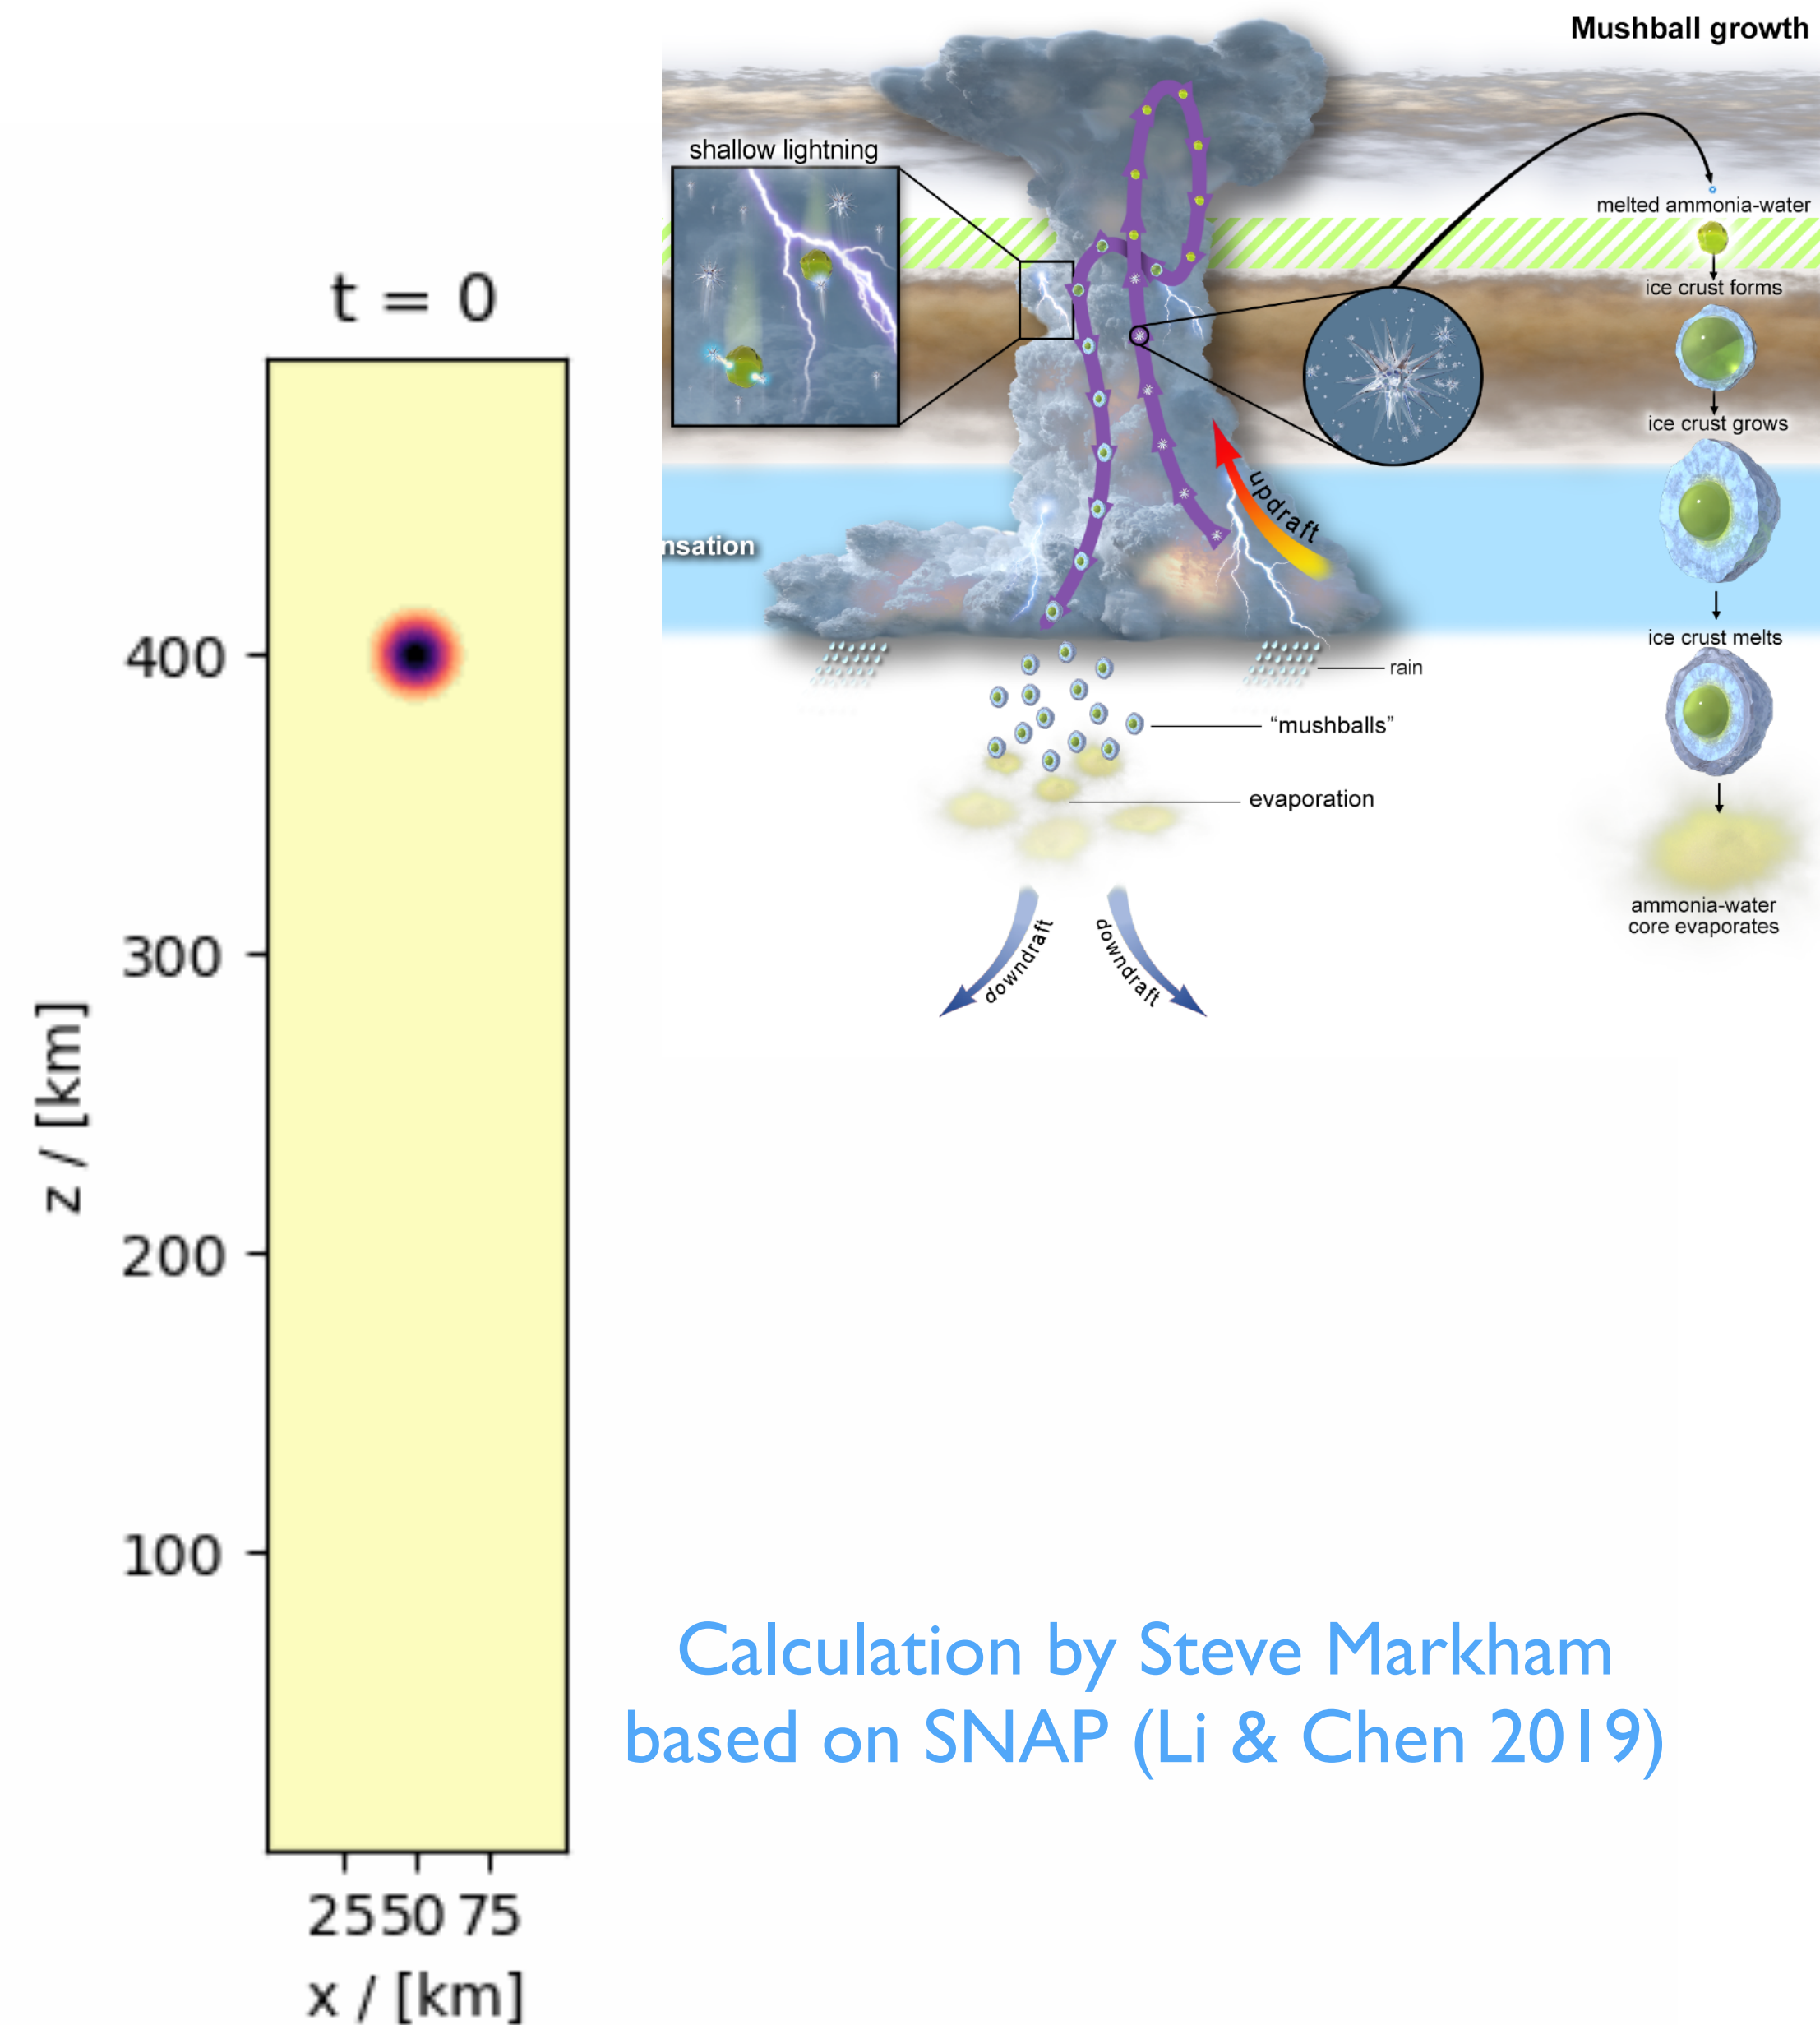 Mushball growth
shallow lightning
melted ammonia-water
ice crust forms
ice crust grows
updraft
nsation
ice crust melts
rain
"mushballs"
evaporation
ammonia-water
core evaporates
downdraft
downdraft
t = 0
400
300
200
100
z / [km]
25 50 75
x / [km]
Calculation by Steve Markham
based on SNAP (Li & Chen 2019)